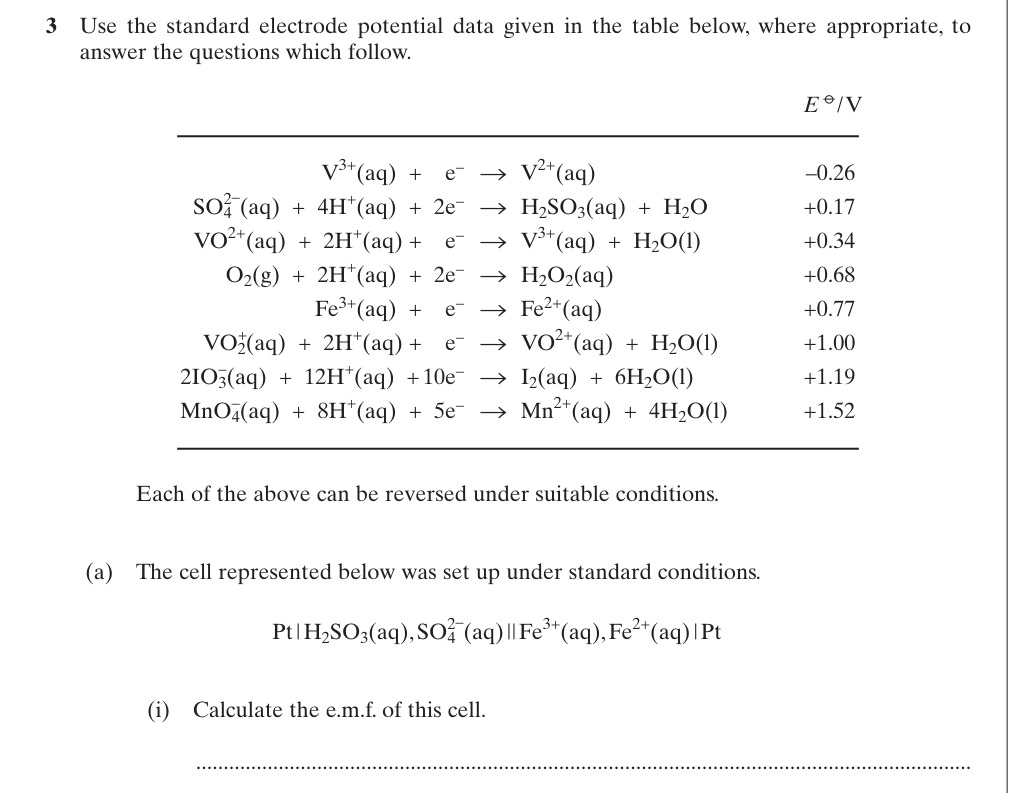 3 Use the standard electrode potential data given in the table below, where appropriate, to
answer the questions which follow.
E⦵/V
V³⁺(aq) + e⁻ → V²⁺(aq) –0.26
SO₄²⁻(aq) + 4H⁺(aq) + 2e⁻ → H₂SO₃(aq) + H₂O +0.17
VO²⁺(aq) + 2H⁺(aq) + e⁻ → V³⁺(aq) + H₂O(l) +0.34
O₂(g) + 2H⁺(aq) + 2e⁻ → H₂O₂(aq) +0.68
Fe³⁺(aq) + e⁻ → Fe²⁺(aq) +0.77
VO₂⁺(aq) + 2H⁺(aq) + e⁻ → VO²⁺(aq) + H₂O(l) +1.00
2IO₃⁻(aq) + 12H⁺(aq) + 10e⁻ → I₂(aq) + 6H₂O(l) +1.19
MnO₄⁻(aq) + 8H⁺(aq) + 5e⁻ → Mn²⁺(aq) + 4H₂O(l) +1.52
Each of the above can be reversed under suitable conditions.
(a) The cell represented below was set up under standard conditions.
Pt|H₂SO₃(aq),SO₄²⁻(aq)||Fe³⁺(aq),Fe²⁺(aq)|Pt
(i) Calculate the e.m.f. of this cell.